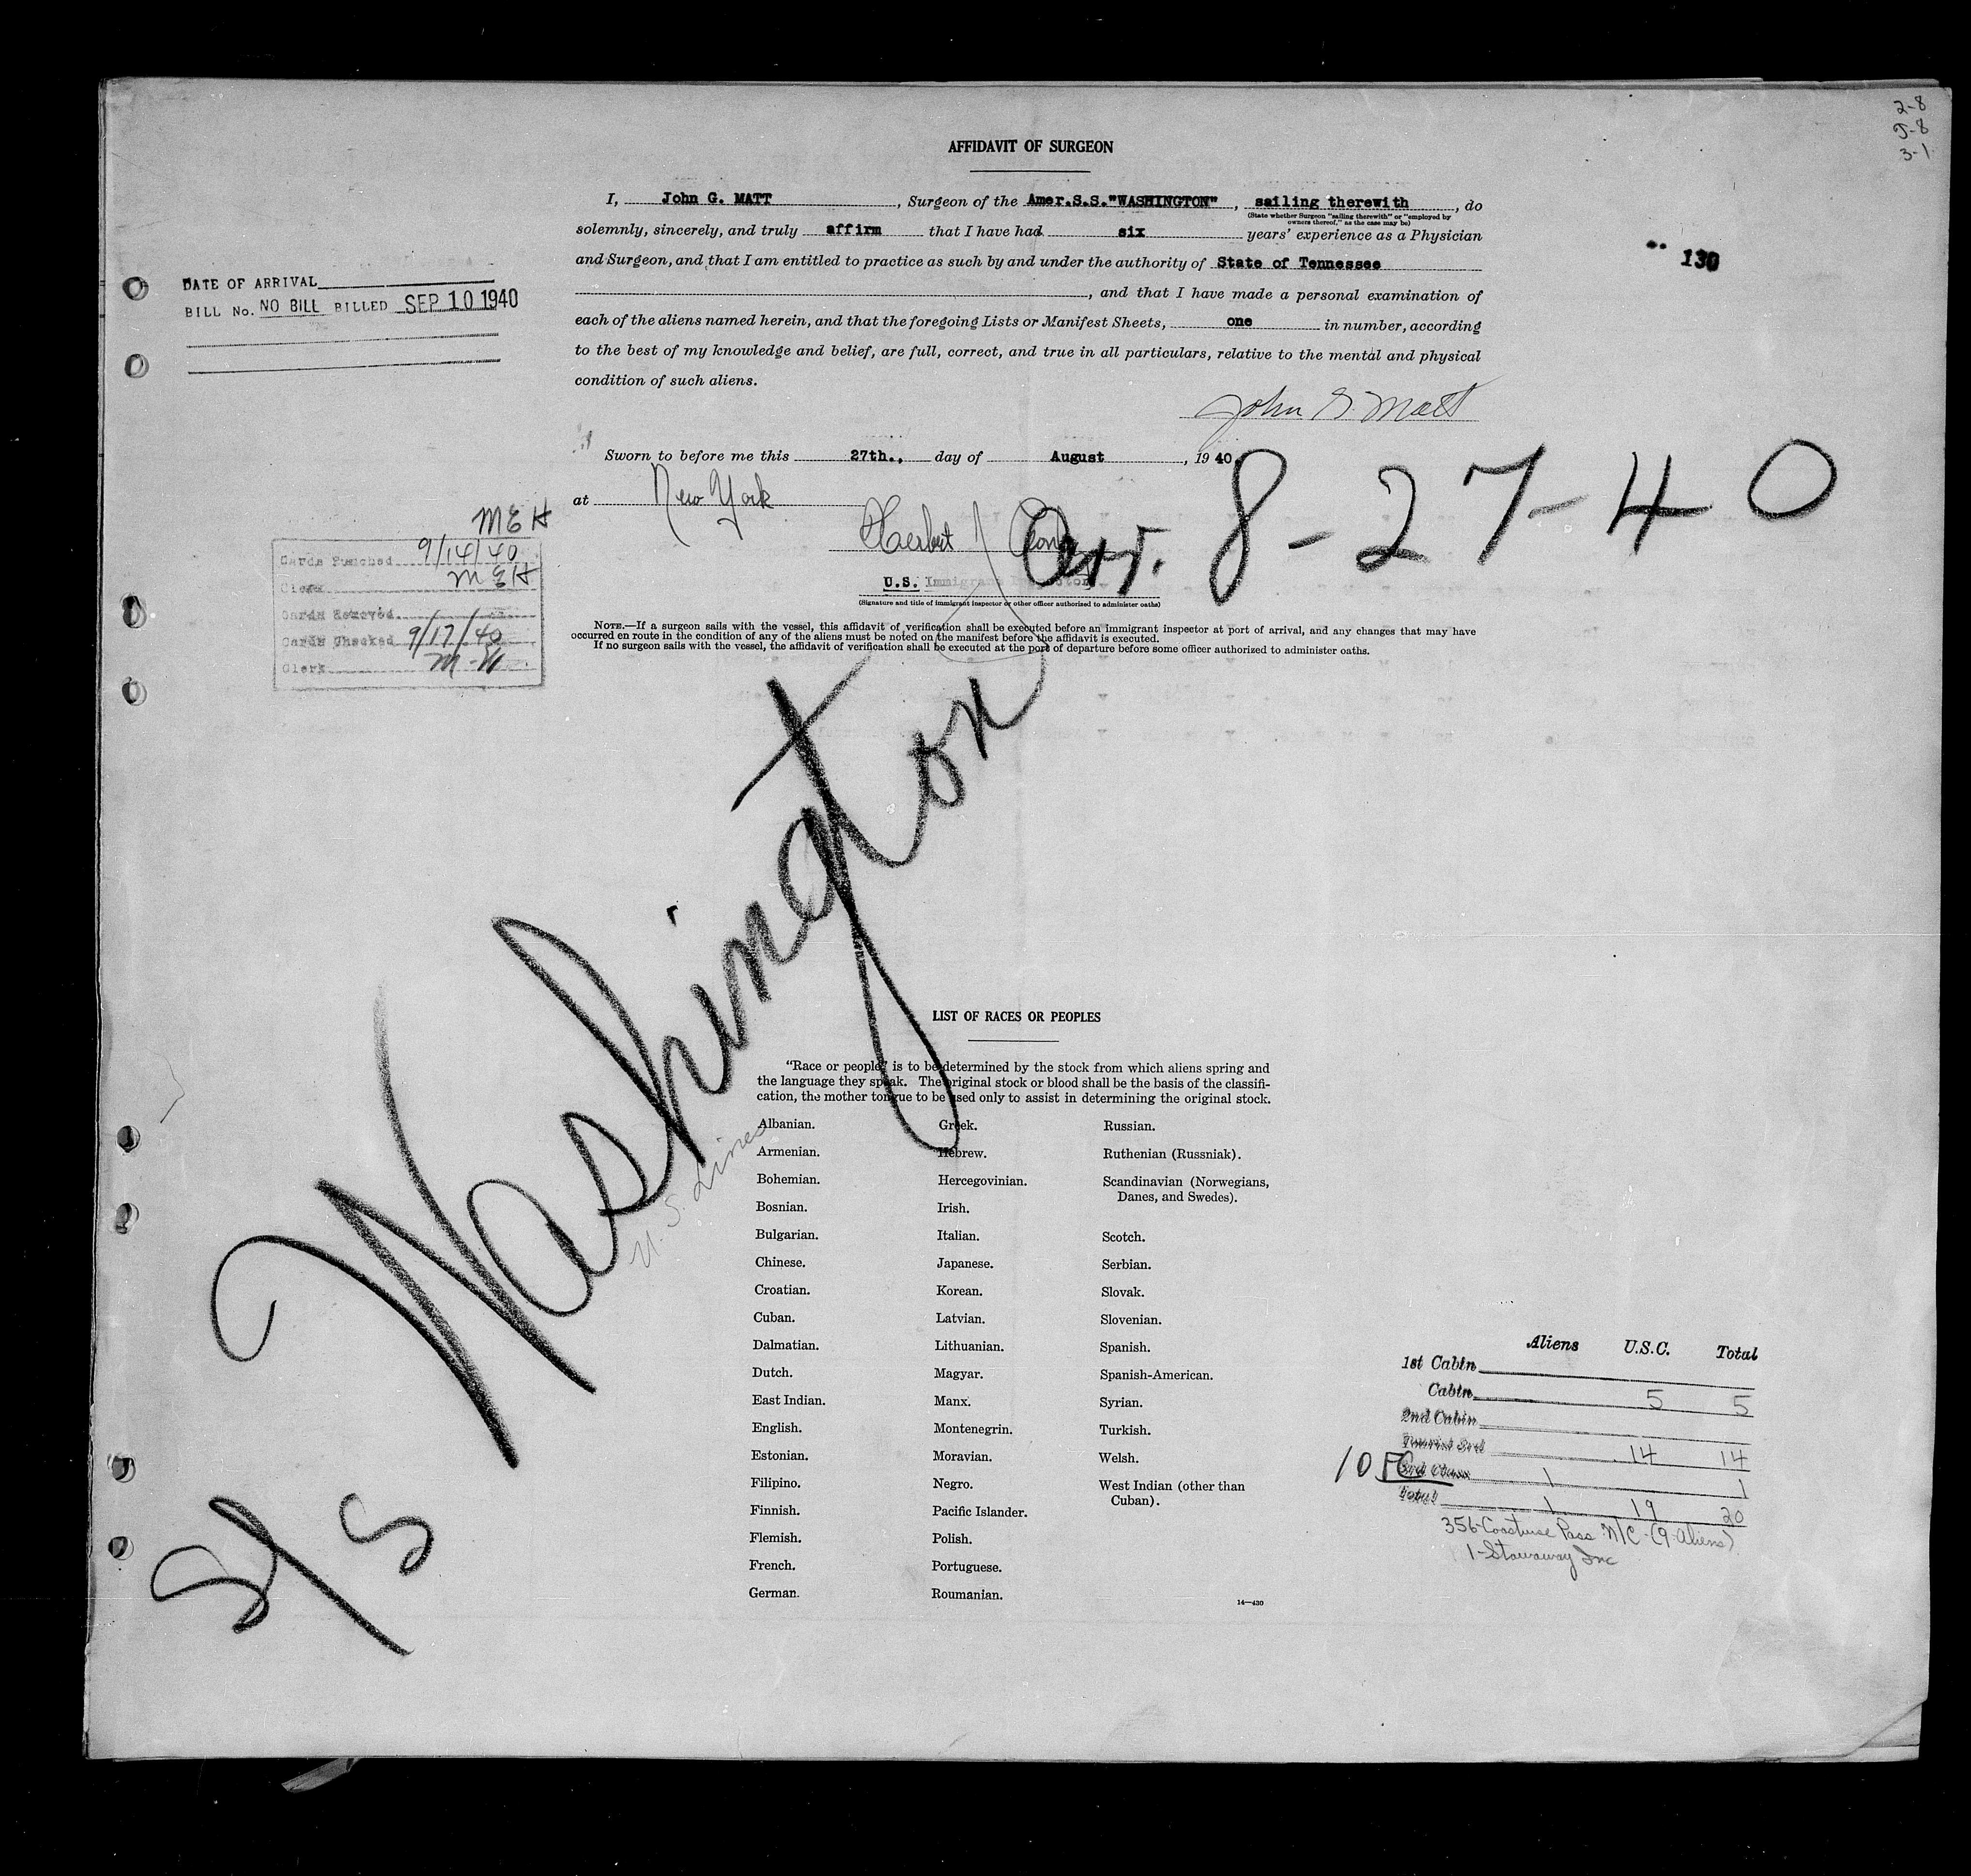 2-8
J-8
3-1
AFFIDAVIT OF SURGEON
I, John G. MATT, Surgeon of the Amer.S.S."WASHINGTON", sailing therewith, do
(State whether Surgeon "sailing therewith" or "employed by
owners thereof," as the case may be)
solemnly, sincerely, and truly affirm that I have had six years' experience as a Physician
and Surgeon, and that I am entitled to practice as such by and under the authority of State of Tennessee
, and that I have made a personal examination of
each of the aliens named herein, and that the foregoing Lists or Manifest Sheets, one in number, according
to the best of my knowledge and belief, are full, correct, and true in all particulars, relative to the mental and physical
condition of such aliens.
130
DATE OF ARRIVAL
BILL No. NO BILL BILLED SEP 10 1940
John G. Matt
Sworn to before me this 27th., day of August, 1940
at New York
Herbert J
Arr. 8-27-40
U.S. Immigrant Inspector
(Signature and title of immigrant inspector or other officer authorized to administer oaths)
NOTE.—If a surgeon sails with the vessel, this affidavit of verification shall be executed before an immigrant inspector at port of arrival, and any changes that may have
occurred en route in the condition of any of the aliens must be noted on the manifest before the affidavit is executed.
If no surgeon sails with the vessel, the affidavit of verification shall be executed at the port of departure before some officer authorized to administer oaths.
MEH
Cards Punched 9/14/40
Clerk MEH
Cards Removed
Cards Checked 9/17/40
Clerk M-H
S/S Washington
U.S. Lines
LIST OF RACES OR PEOPLES
"Race or people" is to be determined by the stock from which aliens spring and
the language they speak. The original stock or blood shall be the basis of the classifi-
cation, the mother tongue to be used only to assist in determining the original stock.
Albanian.
Armenian.
Bohemian.
Bosnian.
Bulgarian.
Chinese.
Croatian.
Cuban.
Dalmatian.
Dutch.
East Indian.
English.
Estonian.
Filipino.
Finnish.
Flemish.
French.
German.
Greek.
Hebrew.
Hercegovinian.
Irish.
Italian.
Japanese.
Korean.
Latvian.
Lithuanian.
Magyar.
Manx.
Montenegrin.
Moravian.
Negro.
Pacific Islander.
Polish.
Portuguese.
Roumanian.
Russian.
Ruthenian (Russniak).
Scandinavian (Norwegians,
Danes, and Swedes).
Scotch.
Serbian.
Slovak.
Slovenian.
Spanish.
Spanish-American.
Syrian.
Turkish.
Welsh.
West Indian (other than
Cuban).
14—430
Aliens U.S.C. Total
1st Cabin
Cabin 5 5
2nd Cabin
Tourist 3rd 14 14
3rd Class 1 1
Total 1 19 20
356-Coastwise Pass N/C-(9-Aliens)
1-Stowaway Inc